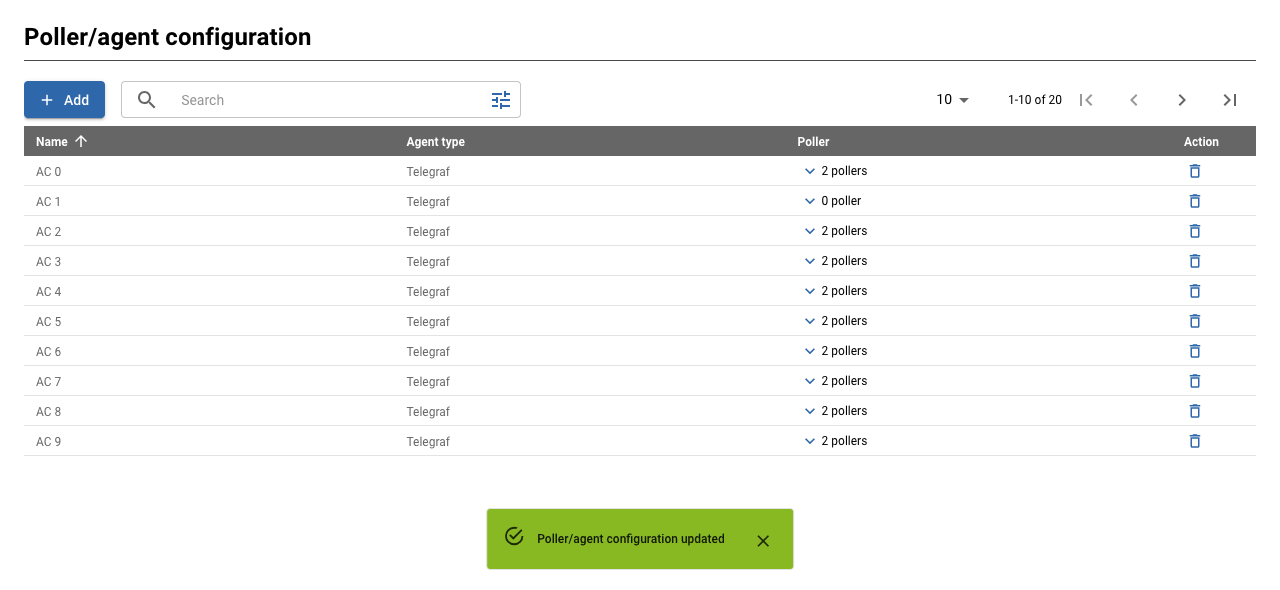 Poller/agent configuration
Add
Search
10
1-10 of 20
Name Agent type Poller Action
AC 0 Telegraf 2 pollers
AC 1 Telegraf 0 poller
AC 2 Telegraf 2 pollers
AC 3 Telegraf 2 pollers
AC 4 Telegraf 2 pollers
AC 5 Telegraf 2 pollers
AC 6 Telegraf 2 pollers
AC 7 Telegraf 2 pollers
AC 8 Telegraf 2 pollers
AC 9 Telegraf 2 pollers
Poller/agent configuration updated